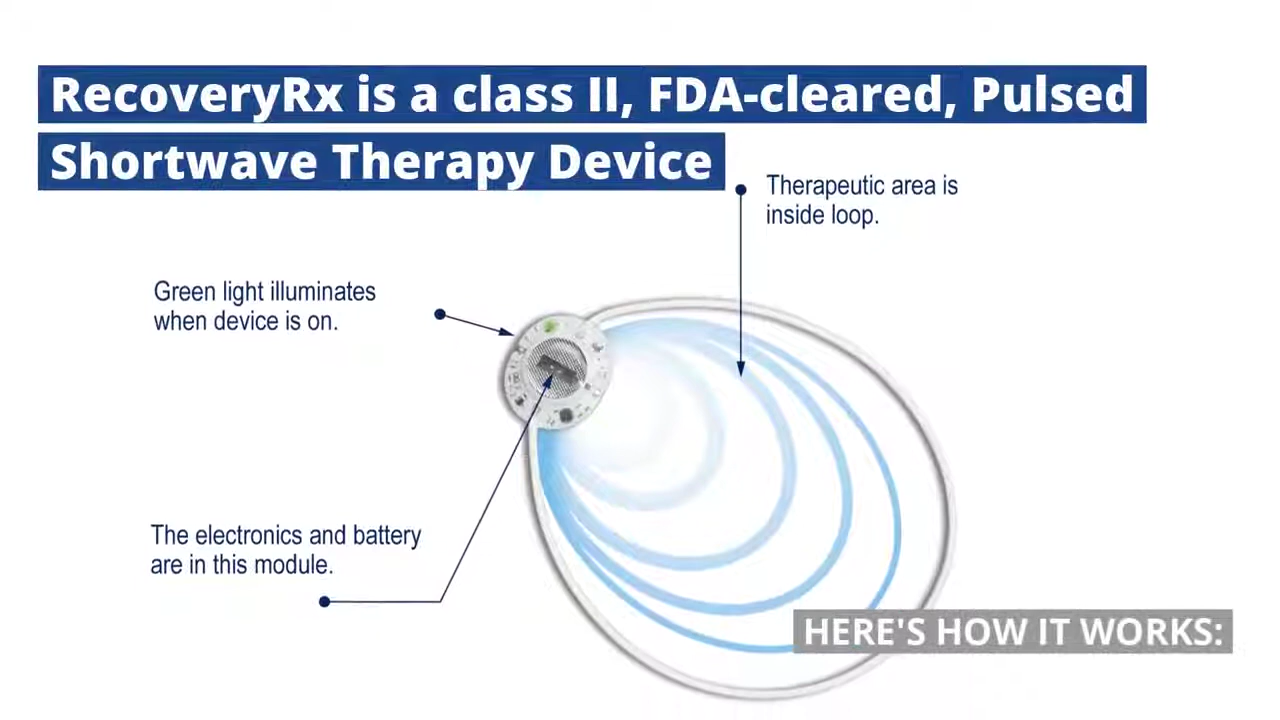 RecoveryRx is a class II, FDA-cleared, Pulsed
Shortwave Therapy Device
Therapeutic area is
inside loop.
Green light illuminates
when device is on.
The electronics and battery
are in this module.
HERE'S HOW IT WORKS: